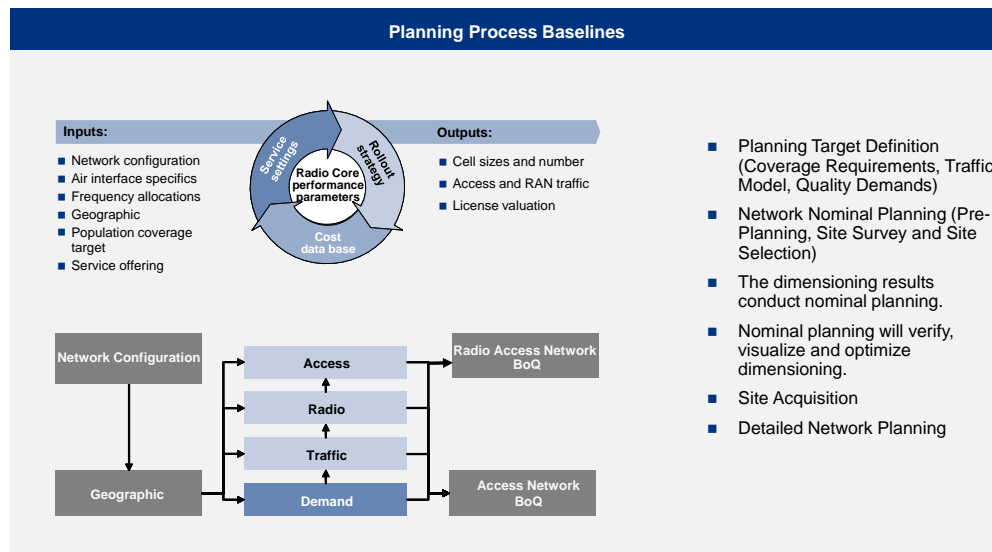 Planning Process Baselines
Inputs:
Network configuration
Air interface specifics
Frequency allocations
Geographic
Population coverage
target
Service offering
Service
settings
Rollout
strategy
Radio Core
performance
parameters
Cost
data base
Outputs:
Cell sizes and number
Access and RAN traffic
License valuation
Network Configuration
Geographic
Access
Radio
Traffic
Demand
Radio Access Network
BoQ
Access Network
BoQ
Planning Target Definition
(Coverage Requirements, Traffic
Model, Quality Demands)
Network Nominal Planning (Pre-
Planning, Site Survey and Site
Selection)
The dimensioning results
conduct nominal planning.
Nominal planning will verify,
visualize and optimize
dimensioning.
Site Acquisition
Detailed Network Planning